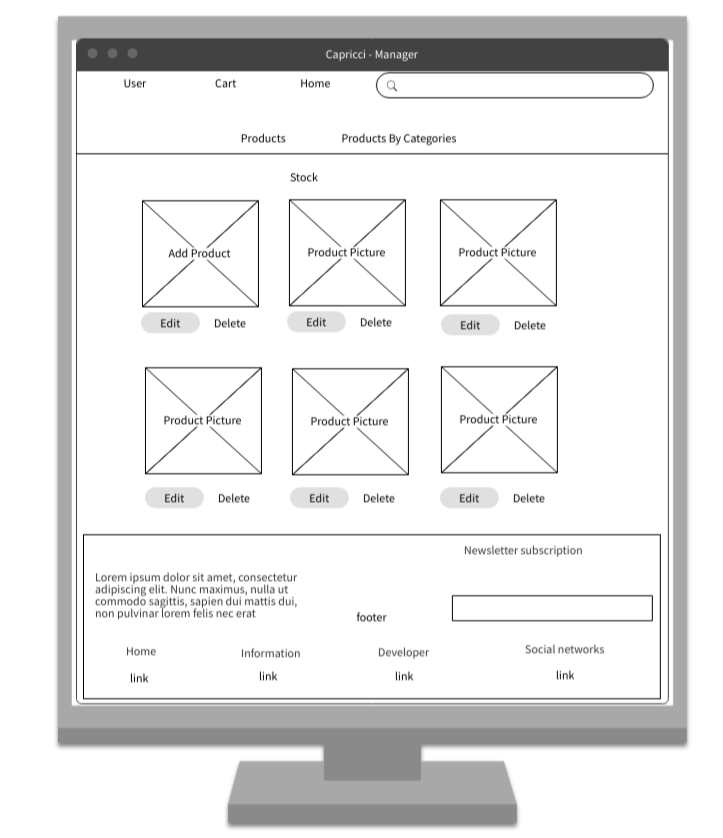 Capricci - Manager
User Cart Home
Products Products By Categories
Stock
Add Product Product Picture Product Picture
Edit Delete Edit Delete Edit Delete
Product Picture Product Picture Product Picture
Edit Delete Edit Delete Edit Delete
Newsletter subscription
Lorem ipsum dolor sit amet, consectetur
adipiscing elit. Nunc maximus, nulla ut
commodo sagittis, sapien dui mattis dui,
non pulvinar lorem felis nec erat
footer
Home Information Developer Social networks
link link link link